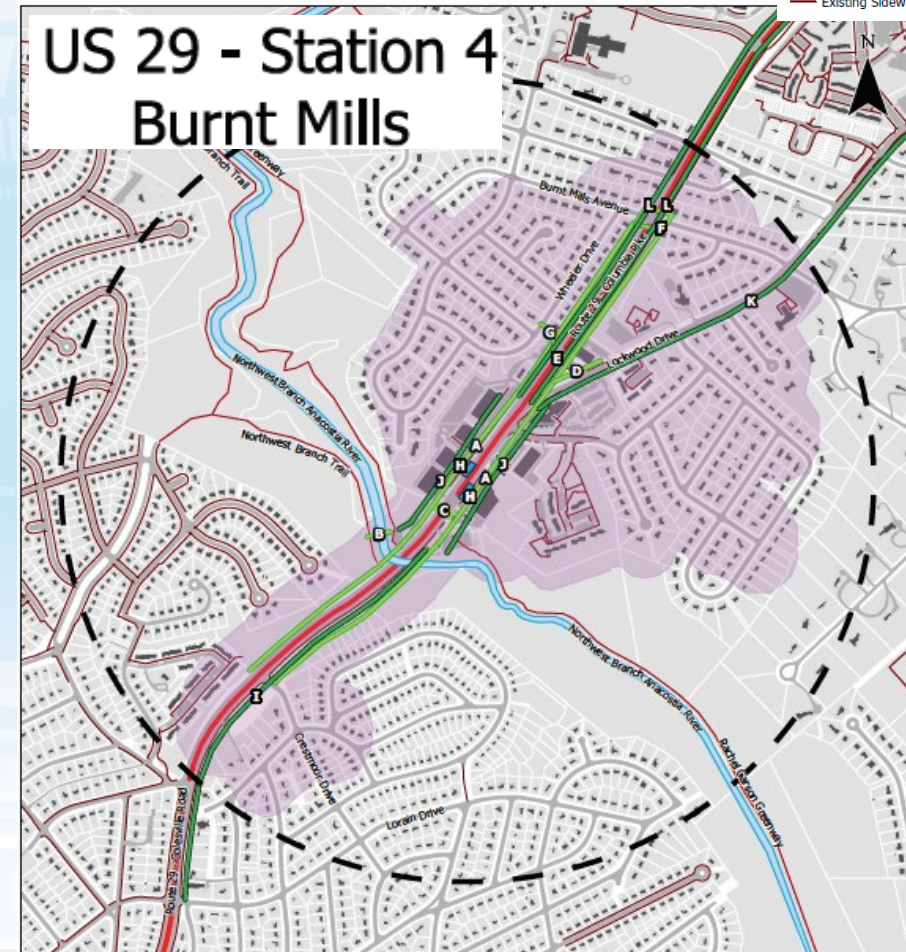 Existing Sidew
US 29 - Station 4
Burnt Mills
N
Branch Trail
Greenway
Burnt Mills Avenue
L L
F
Wheeler Drive
Route 29 - Columbia Pike
K
G
E
D
Lockwood Drive
Northwest Branch Anacostia River
Northwest Branch Trail
A
H
J
J
A
H
C
B
Northwest Branch Anacostia River
I
Crestmoor Drive
Rachel Carson Greenway
Lorain Drive
Route 29 - Colesville Road